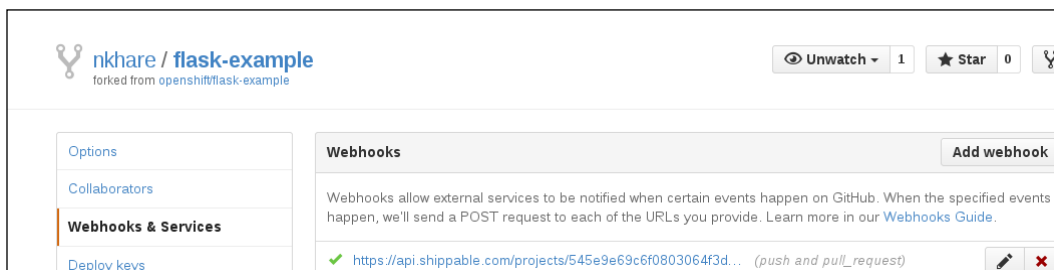 nkhare / flask-example
forked from openshift/flask-example
Unwatch 1 Star 0
Options
Collaborators
Webhooks & Services
Deploy keys
Webhooks
Add webhook
Webhooks allow external services to be notified when certain events happen on GitHub. When the specified events
happen, we'll send a POST request to each of the URLs you provide. Learn more in our Webhooks Guide.
https://api.shippable.com/projects/545e9e69c6f0803064f3d... (push and pull_request)